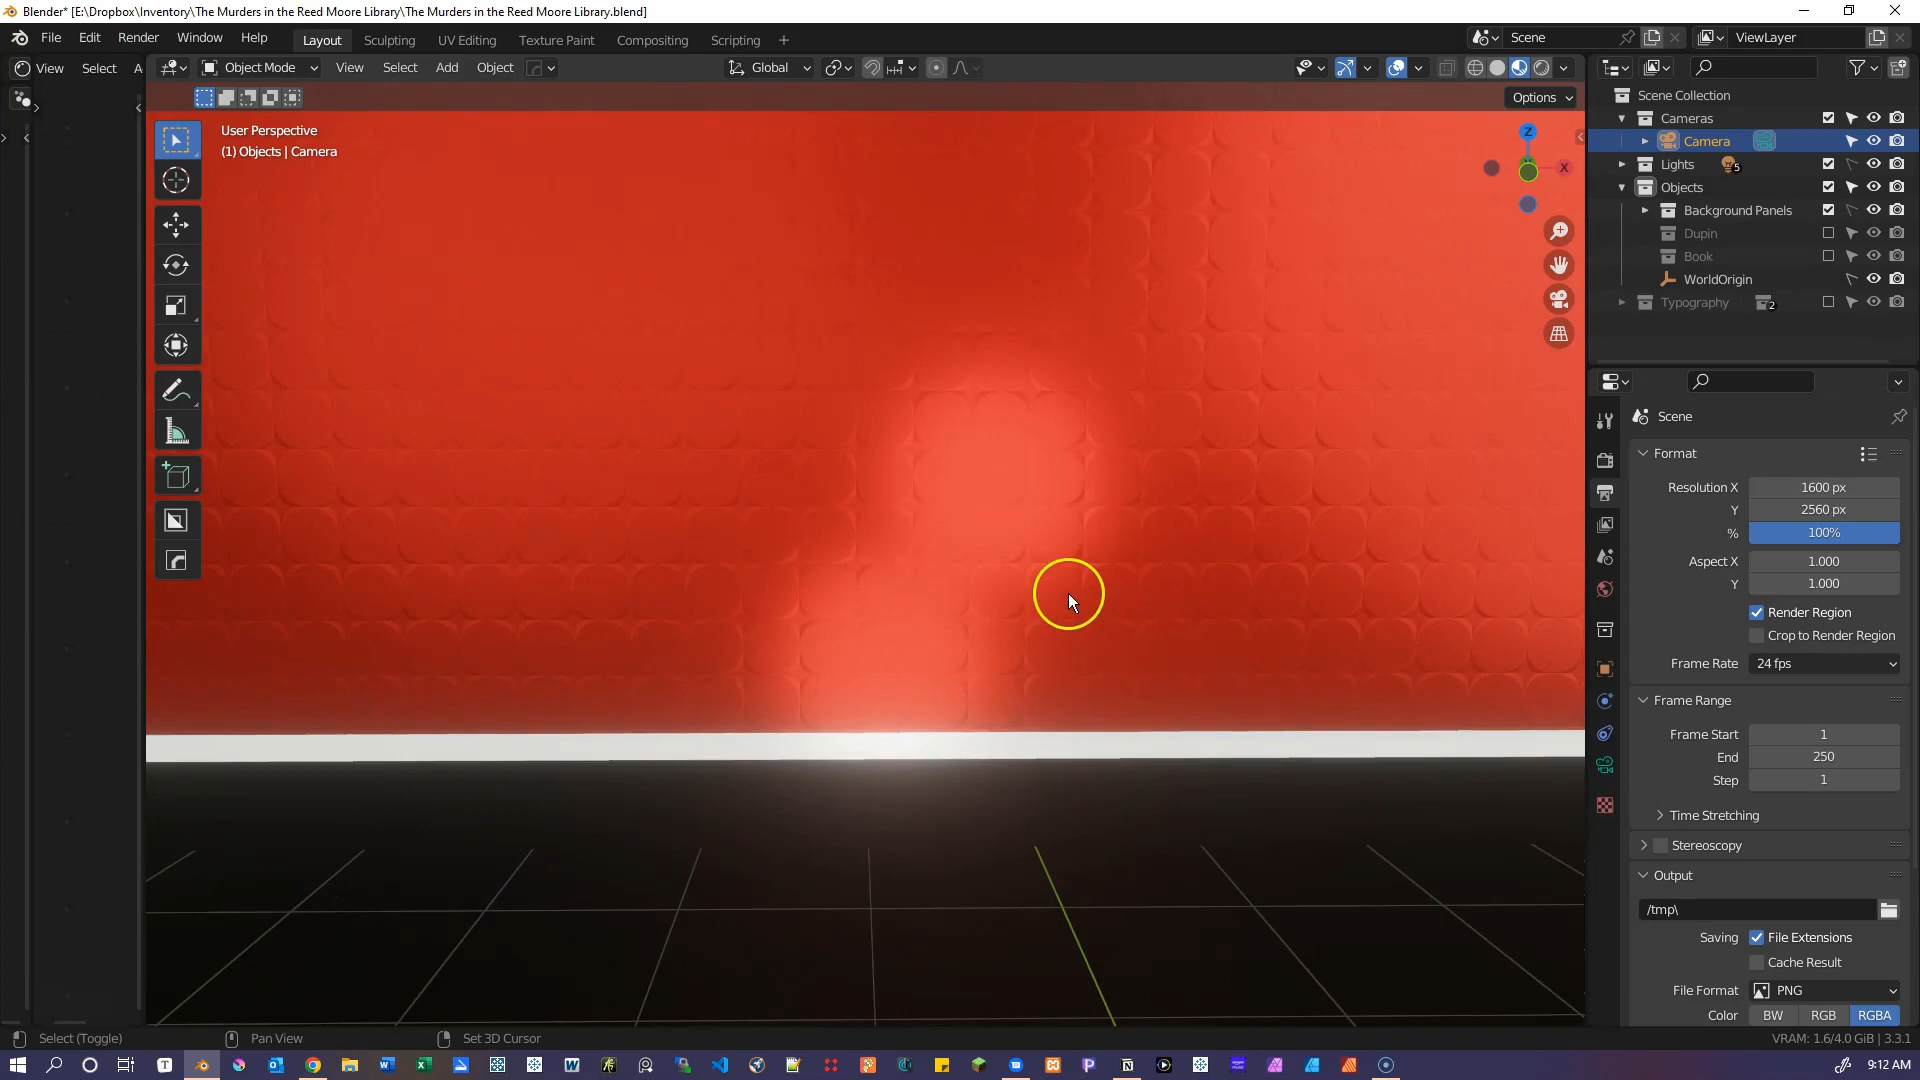 Blender* [E:\Dropbox\Inventory\The Murders in the Reed Moore Library\The Murders in the Reed Moore Library.blend]
File Edit Render Window Help Layout Sculpting UV Editing Texture Paint Compositing Scripting
Scene ViewLayer
View Select A
Object Mode View Select Add Object Global
Options
User Perspective
(1) Objects | Camera
Z
X
Scene Collection
Cameras
Camera
Lights 5
Objects
Background Panels
Dupin
Book
WorldOrigin
Typography 2
Scene
Format
Resolution X 1600 px
Y 2560 px
% 100%
Aspect X 1.000
Y 1.000
Render Region
Crop to Render Region
Frame Rate 24 fps
Frame Range
Frame Start 1
End 250
Step 1
Time Stretching
Stereoscopy
Output
/tmp\
Saving File Extensions
Cache Result
File Format PNG
Color BW RGB RGBA
Select (Toggle) Pan View Set 3D Cursor VRAM: 1.6/4.0 GiB | 3.3.1
9:12 AM